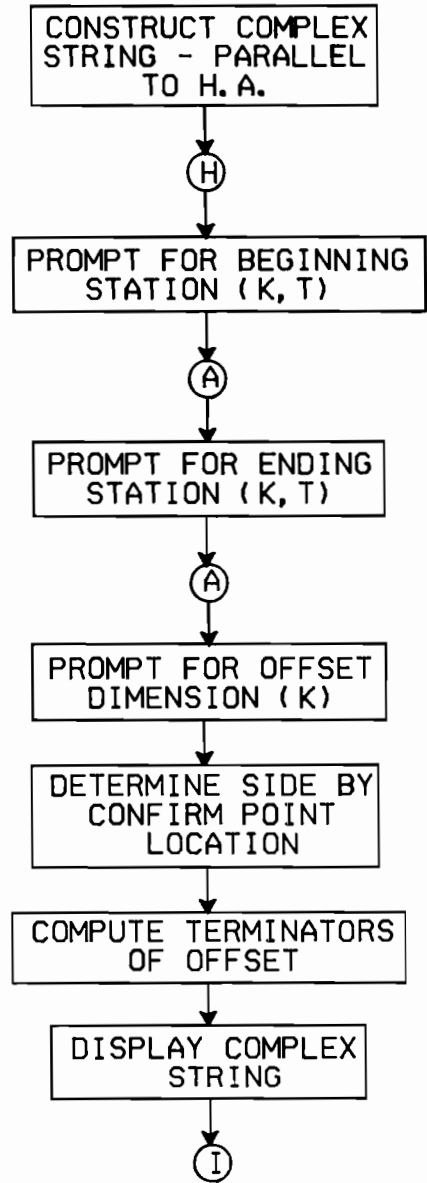 CONSTRUCT COMPLEX
STRING - PARALLEL
TO H.A.
H
PROMPT FOR BEGINNING
STATION (K,T)
A
PROMPT FOR ENDING
STATION (K,T)
A
PROMPT FOR OFFSET
DIMENSION (K)
DETERMINE SIDE BY
CONFIRM POINT
LOCATION
COMPUTE TERMINATORS
OF OFFSET
DISPLAY COMPLEX
STRING
I